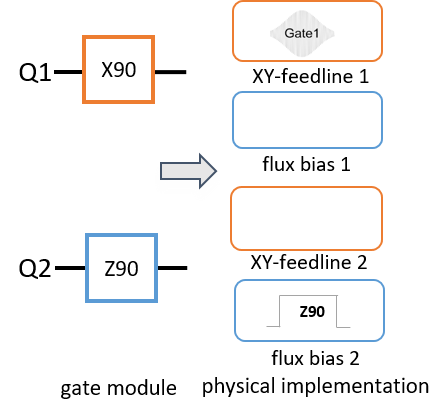 Gate1
Q1
X90
XY-feedline 1
flux bias 1
Q2
Z90
XY-feedline 2
Z90
flux bias 2
gate module
physical implementation